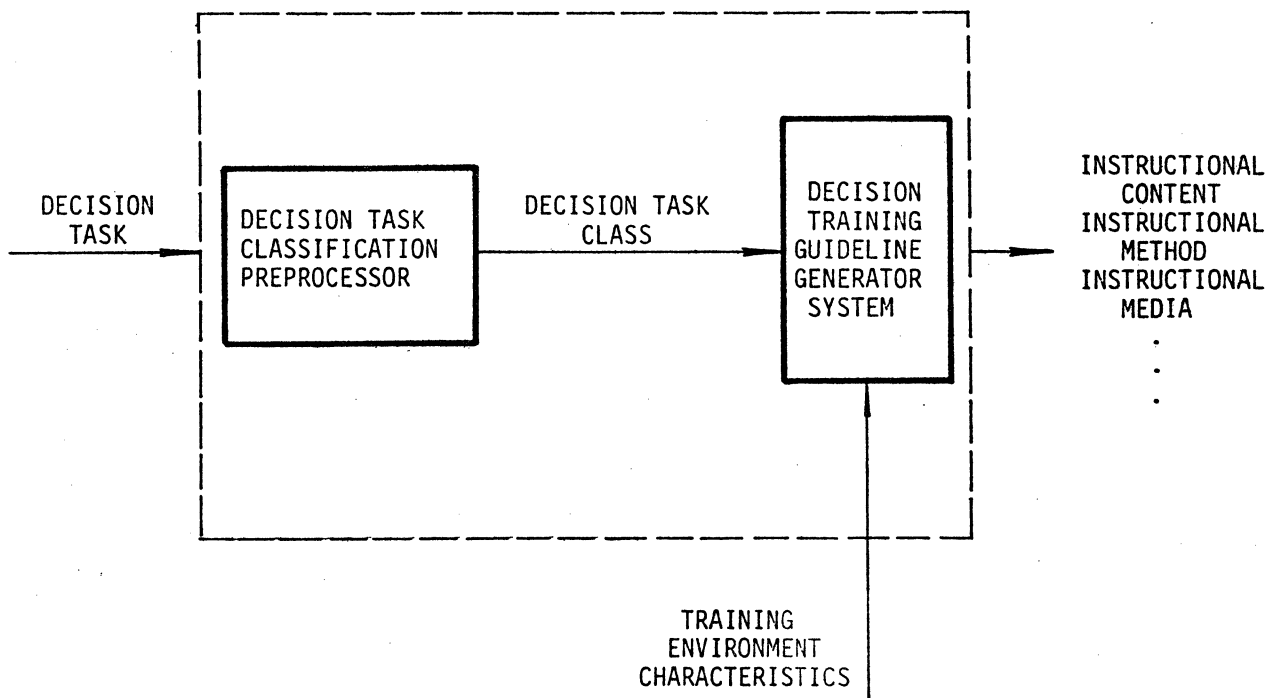 DECISION
TASK
DECISION TASK
CLASSIFICATION
PREPROCESSOR
DECISION TASK
CLASS
DECISION
TRAINING
GUIDELINE
GENERATOR
SYSTEM
INSTRUCTIONAL
CONTENT
INSTRUCTIONAL
METHOD
INSTRUCTIONAL
MEDIA
.
.
.
TRAINING
ENVIRONMENT
CHARACTERISTICS